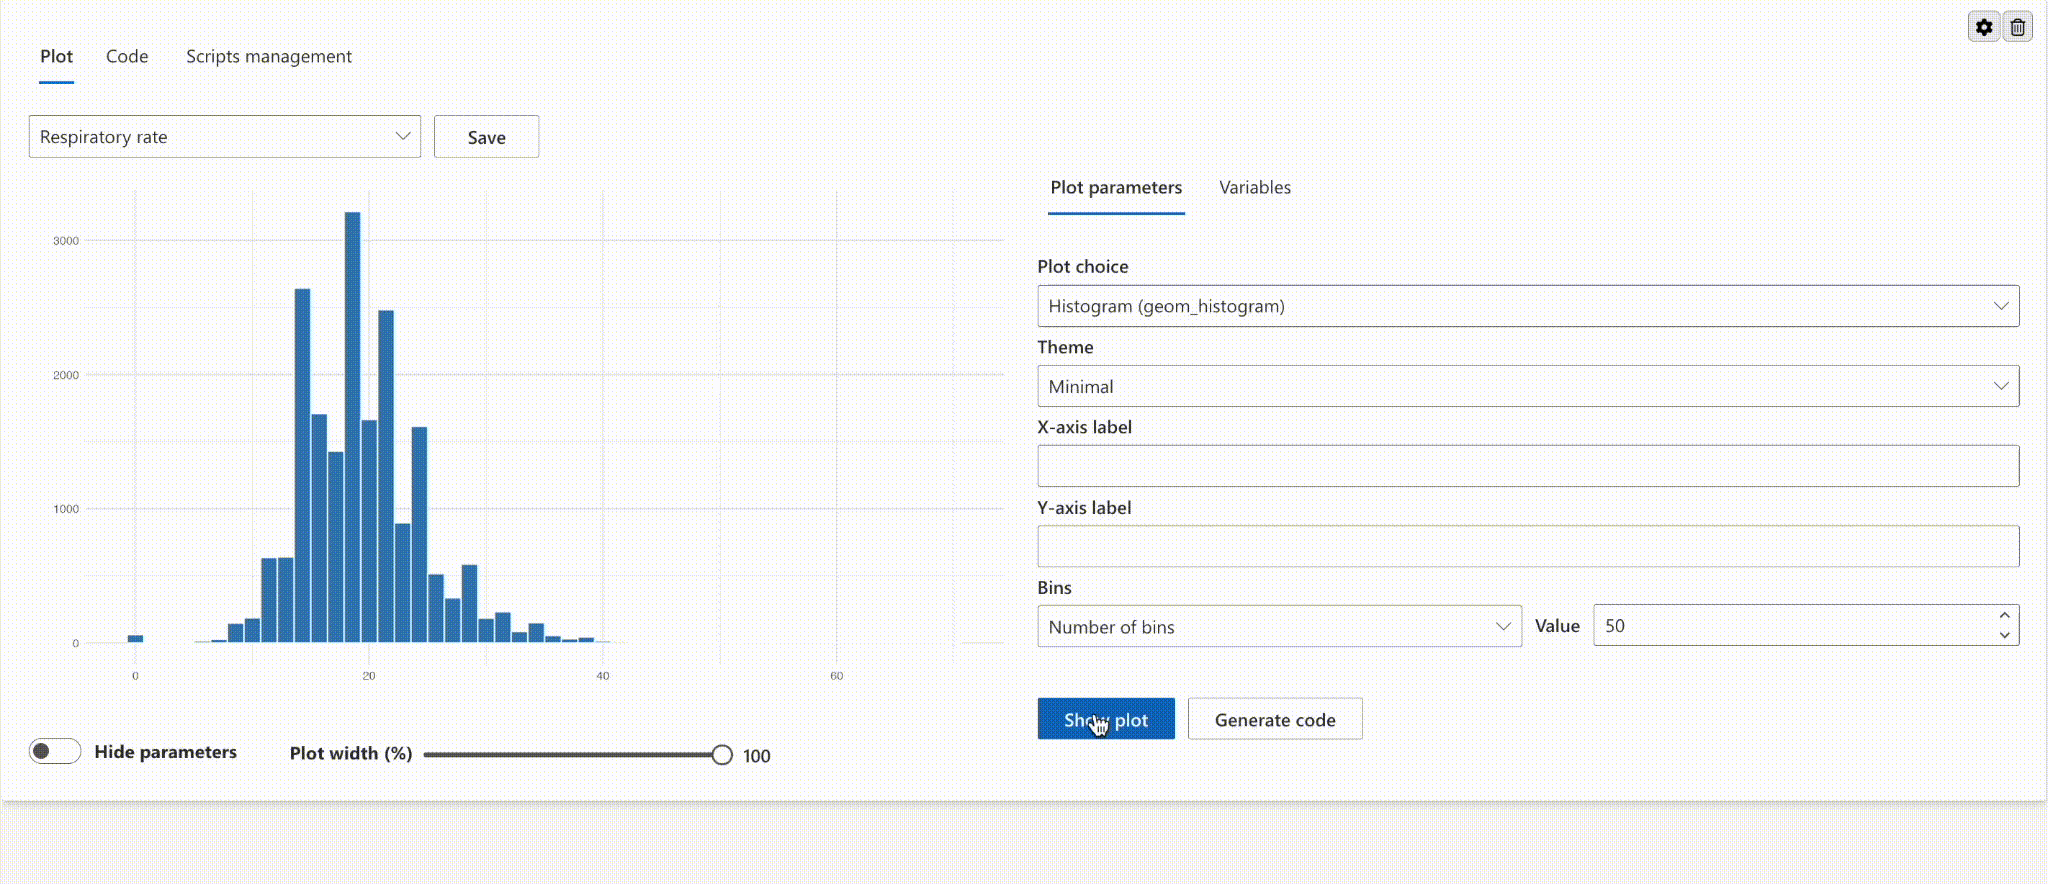 Plot Code Scripts management
Respiratory rate Save
Plot parameters Variables
3000
2000
1000
0
0 20 40 60
Plot choice
Histogram (geom_histogram)
Theme
Minimal
X-axis label
Y-axis label
Bins
Number of bins Value 50
Show plot Generate code
Hide parameters Plot width (%) 100